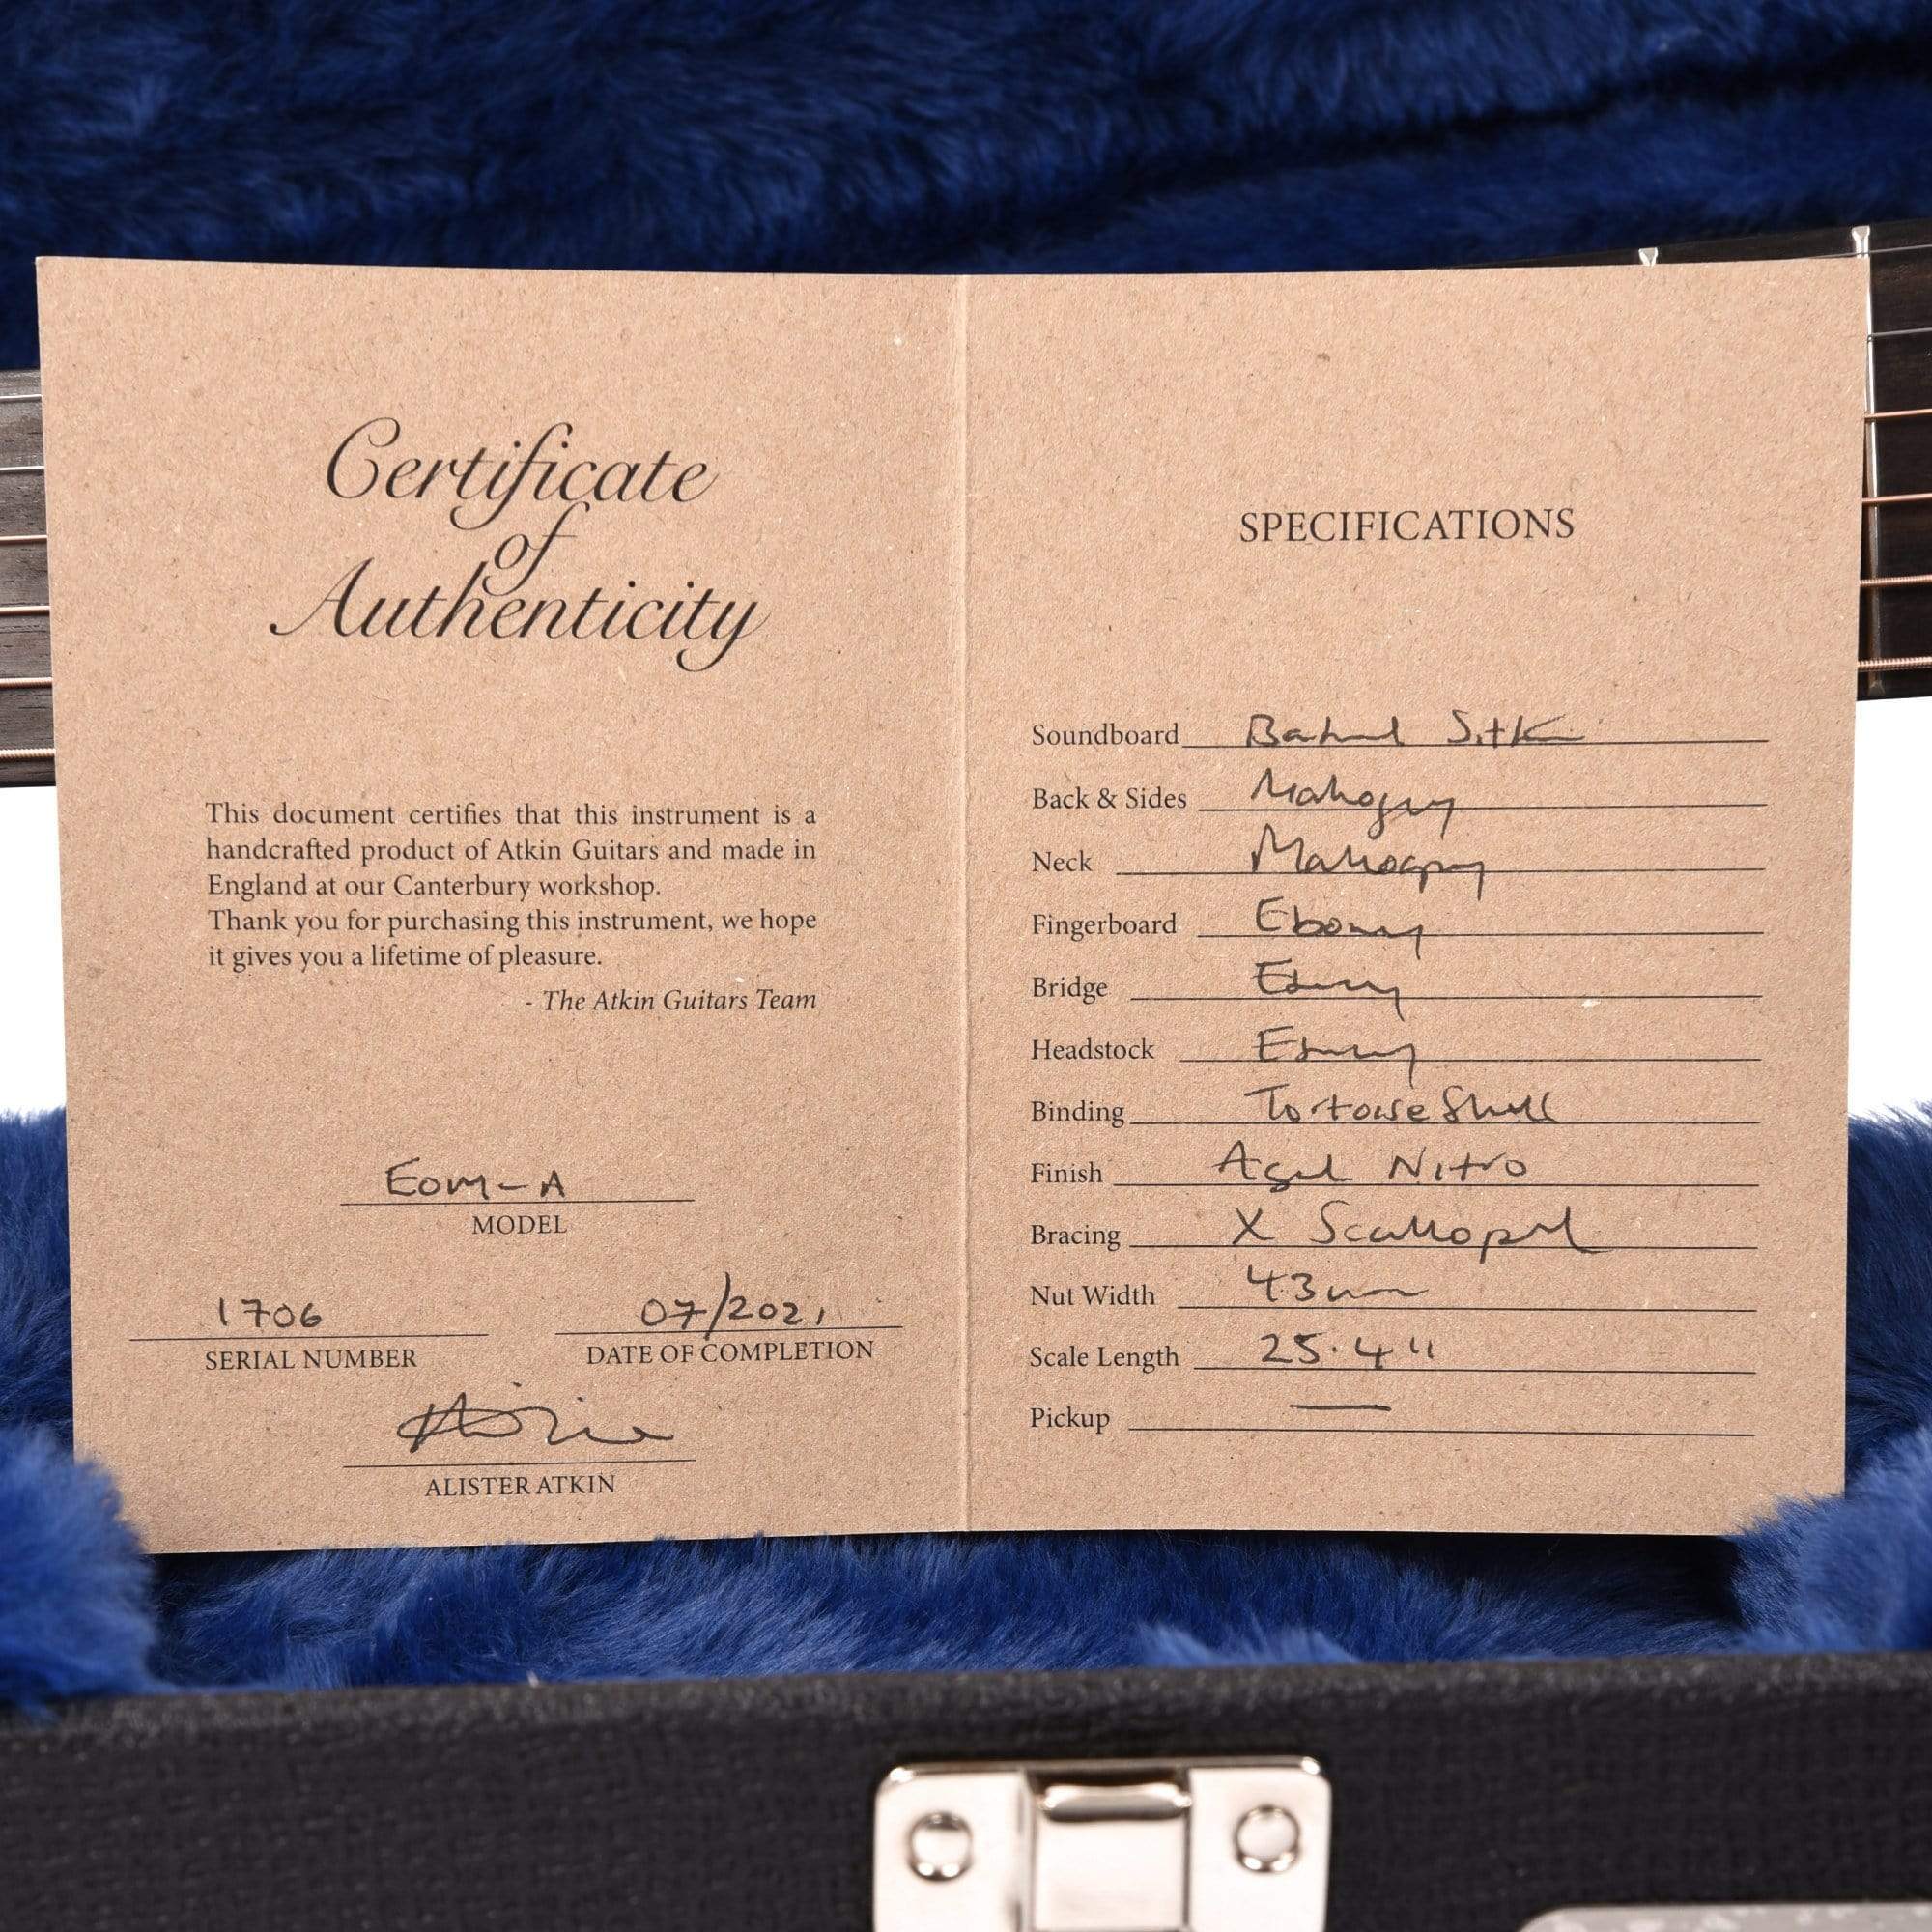 Certificate
of
Authenticity
This document certifies that this instrument is a
handcrafted product of Atkin Guitars and made in
England at our Canterbury workshop.
Thank you for purchasing this instrument, we hope
it gives you a lifetime of pleasure.
- The Atkin Guitars Team
EOM-A
MODEL
1706
SERIAL NUMBER
07/2021
DATE OF COMPLETION
ALISTER ATKIN
SPECIFICATIONS
Soundboard Baked Sitka
Back & Sides Mahogany
Neck Mahogany
Fingerboard Ebony
Bridge Ebony
Headstock Ebony
Binding TortoiseShell
Finish Aged Nitro
Bracing X Scalloped
Nut Width 43mm
Scale Length 25.4"
Pickup —